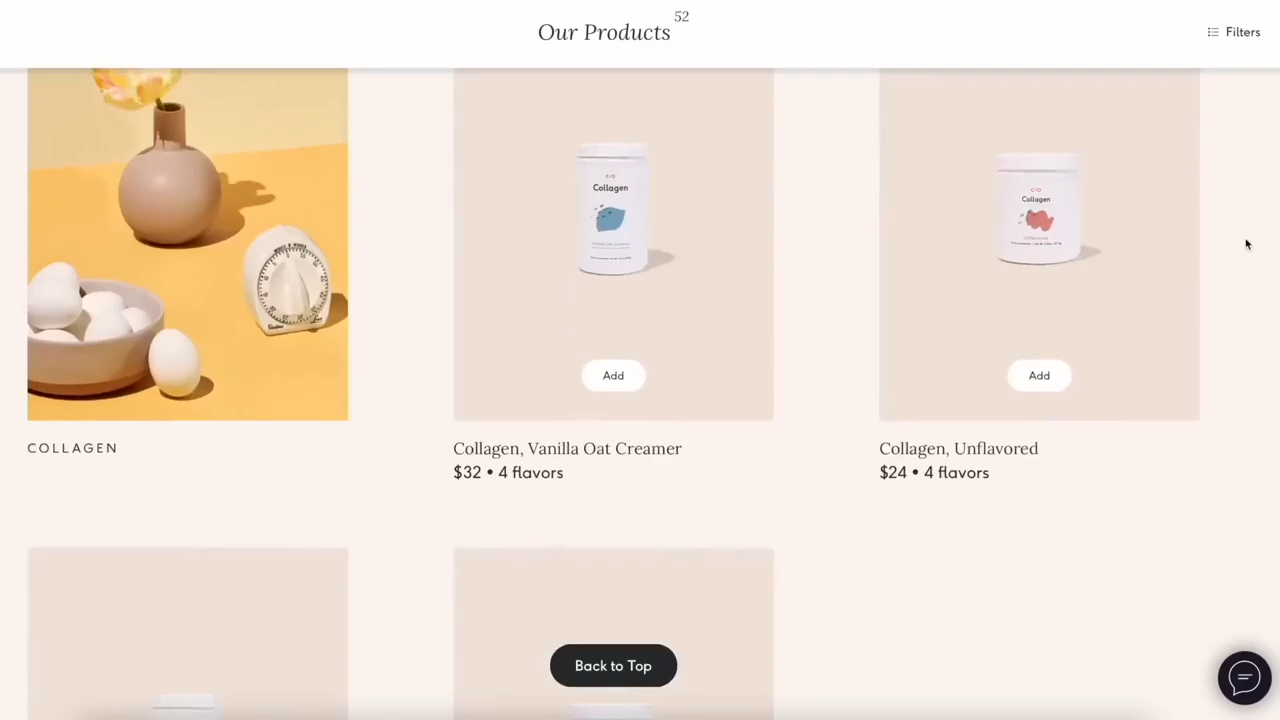 Our Products 52
Filters
C/O
Collagen
Add
C/O
Collagen
Unflavored
Add
COLLAGEN
Collagen, Vanilla Oat Creamer
$32 • 4 flavors
Collagen, Unflavored
$24 • 4 flavors
Back to Top